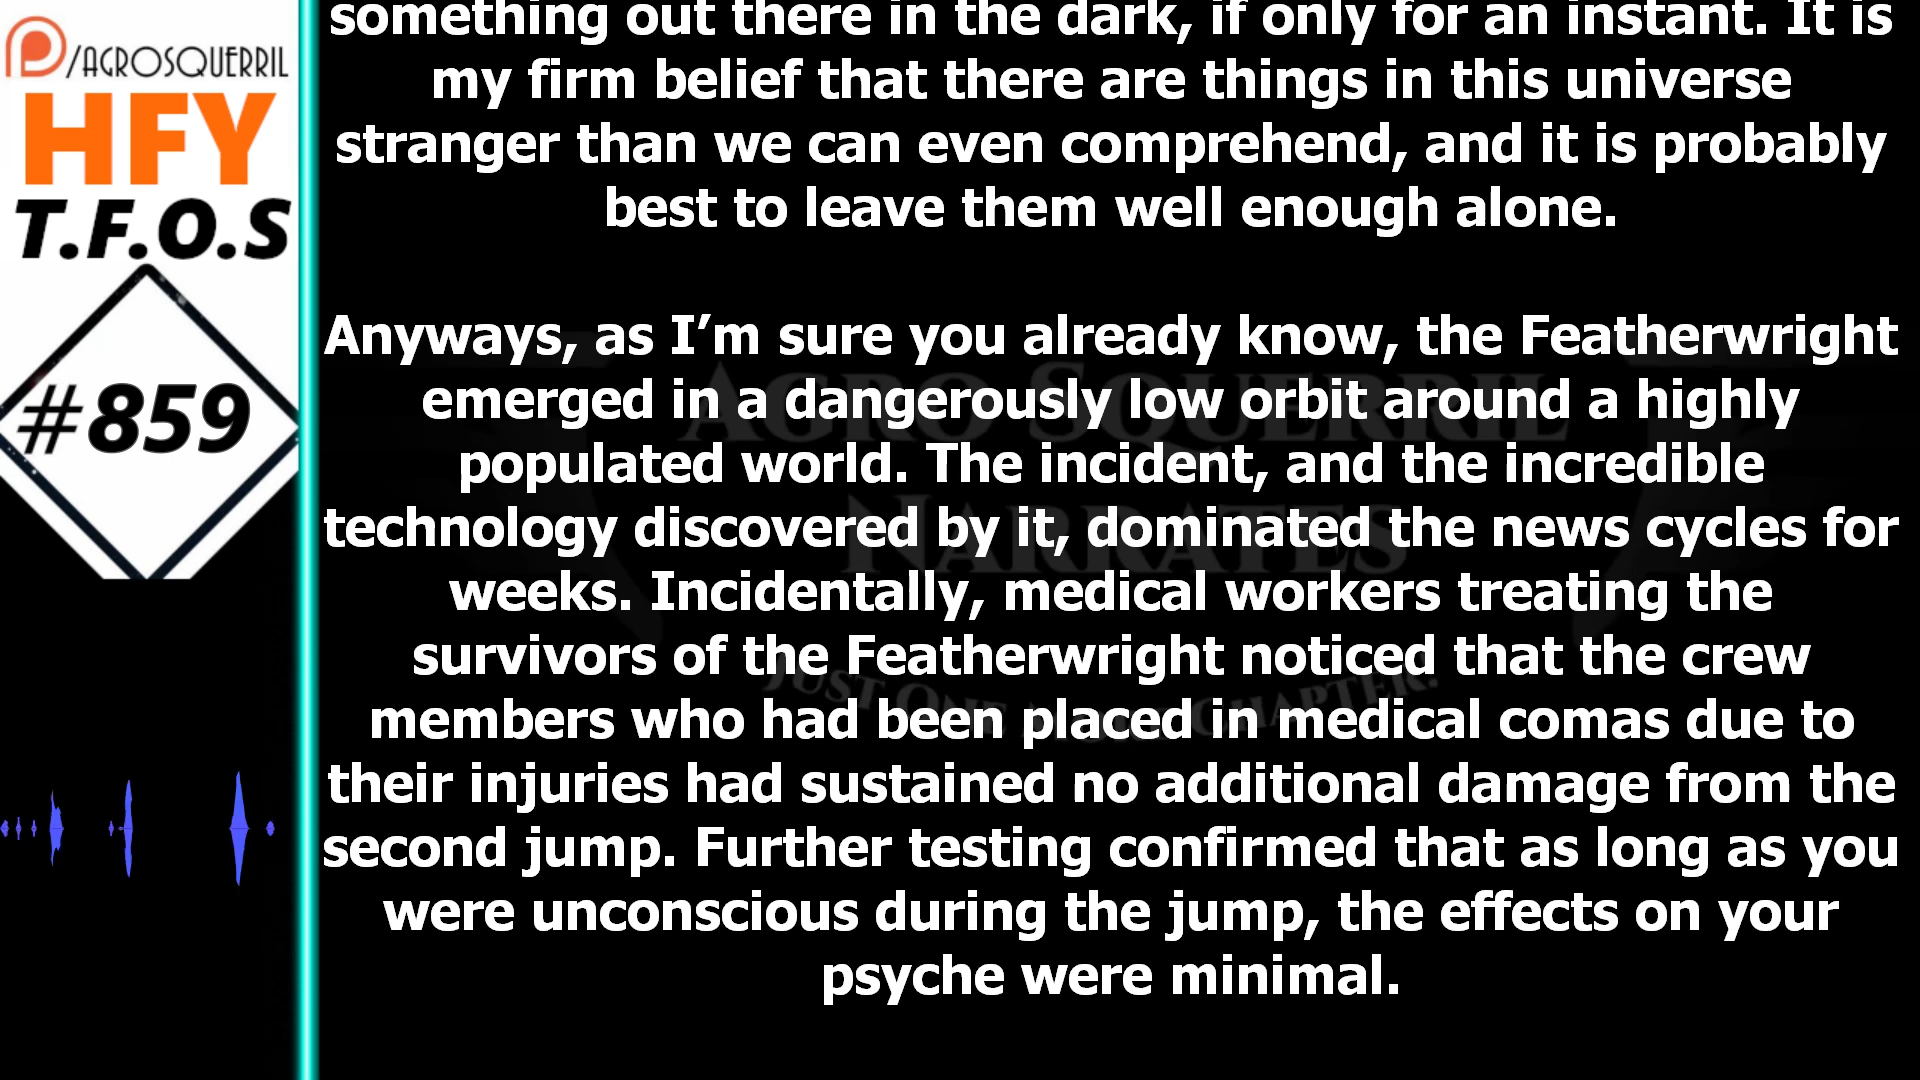 /AGROSQUERRIL
HFY
T.F.O.S
#859
something out there in the dark, if only for an instant. It is
my firm belief that there are things in this universe
stranger than we can even comprehend, and it is probably
best to leave them well enough alone.
Anyways, as I’m sure you already know, the Featherwright
emerged in a dangerously low orbit around a highly
populated world. The incident, and the incredible
technology discovered by it, dominated the news cycles for
weeks. Incidentally, medical workers treating the
survivors of the Featherwright noticed that the crew
members who had been placed in medical comas due to
their injuries had sustained no additional damage from the
second jump. Further testing confirmed that as long as you
were unconscious during the jump, the effects on your
psyche were minimal.
AGRO SQUERRIL
NARRATES
JUST ONE CHAPTER.